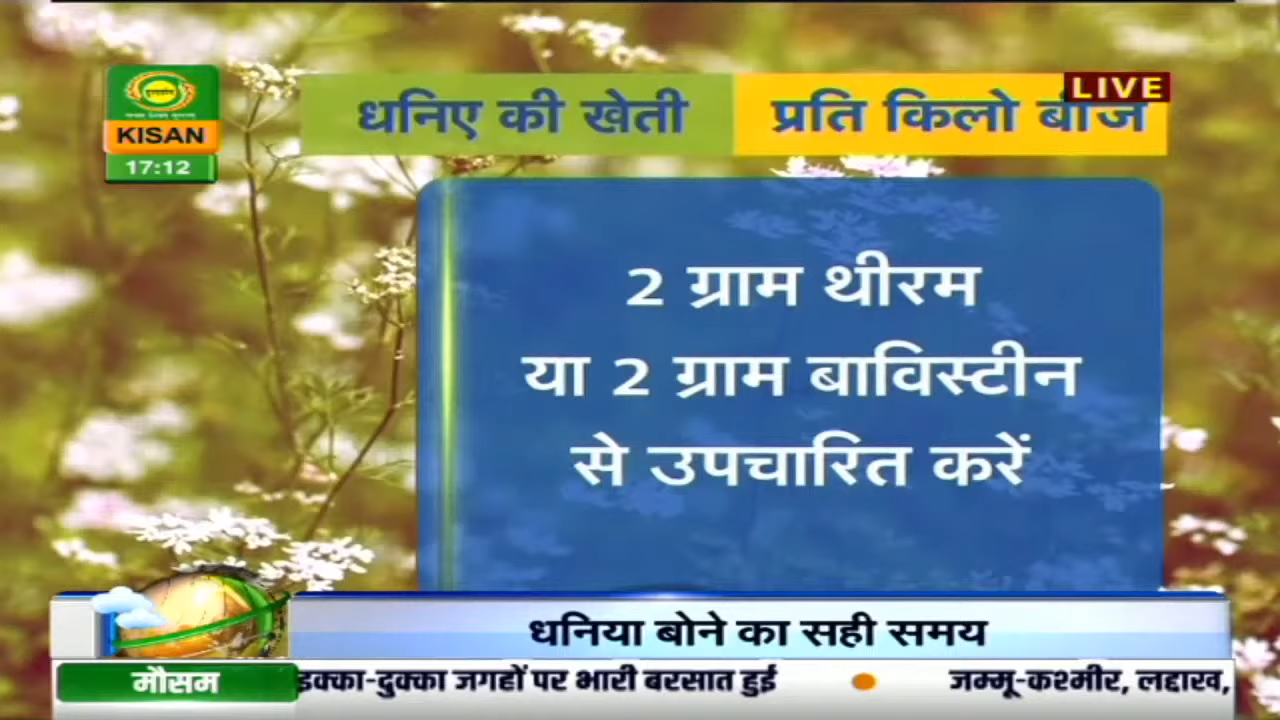 KISAN
17:12
LIVE
धनिए की खेती
प्रति किलो बीज
2 ग्राम थीरम
या 2 ग्राम बाविस्टीन
से उपचारित करें
धनिया बोने का सही समय
मौसम
इक्का-दुक्का जगहों पर भारी बरसात हुई
जम्मू-कश्मीर, लद्दाख,